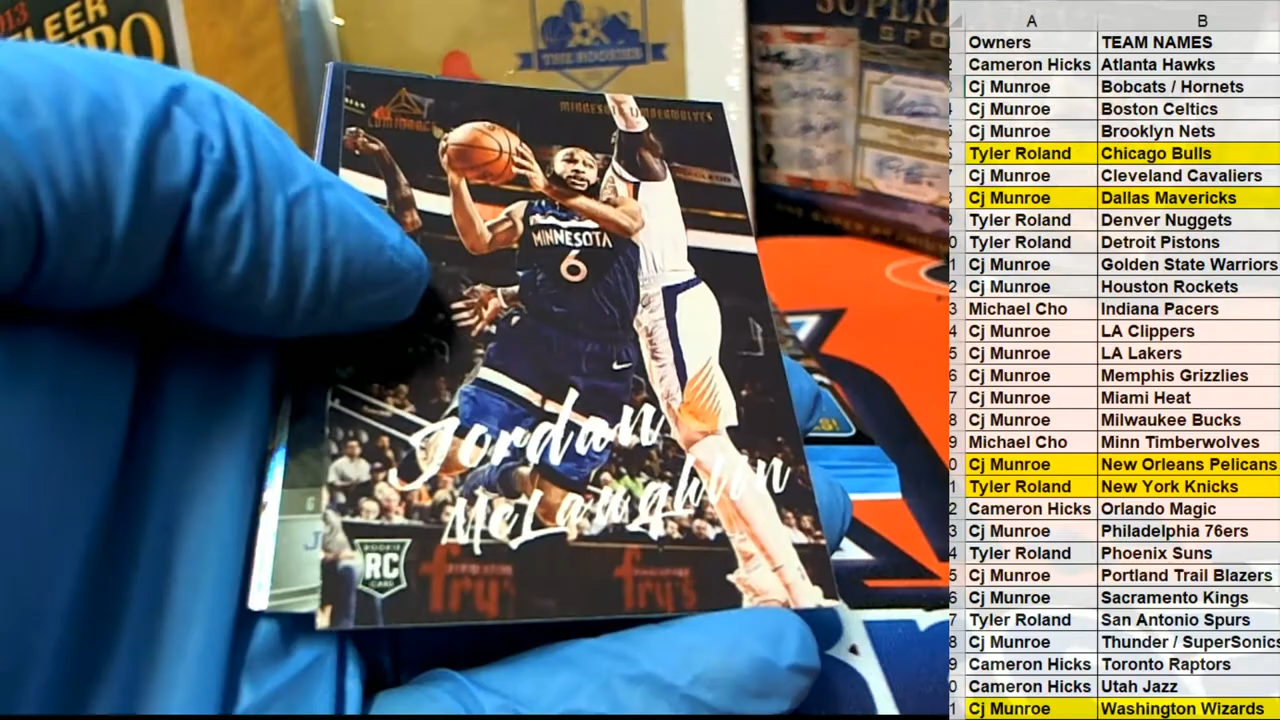 THE ROOKIES
LUMINANCE
MINNESOTA TIMBERWOLVES
MINNESOTA
6
Jordan
McLaughlin
ROOKIE
RC
CARD
fry's
fry's
A B
Owners TEAM NAMES
Cameron Hicks Atlanta Hawks
Cj Munroe Bobcats / Hornets
Cj Munroe Boston Celtics
Cj Munroe Brooklyn Nets
Tyler Roland Chicago Bulls
Cj Munroe Cleveland Cavaliers
Cj Munroe Dallas Mavericks
Tyler Roland Denver Nuggets
Tyler Roland Detroit Pistons
Cj Munroe Golden State Warriors
Cj Munroe Houston Rockets
Michael Cho Indiana Pacers
Cj Munroe LA Clippers
Cj Munroe LA Lakers
Cj Munroe Memphis Grizzlies
Cj Munroe Miami Heat
Cj Munroe Milwaukee Bucks
Michael Cho Minn Timberwolves
Cj Munroe New Orleans Pelicans
Tyler Roland New York Knicks
Cameron Hicks Orlando Magic
Cj Munroe Philadelphia 76ers
Tyler Roland Phoenix Suns
Cj Munroe Portland Trail Blazers
Cj Munroe Sacramento Kings
Tyler Roland San Antonio Spurs
Cj Munroe Thunder / SuperSonics
Cameron Hicks Toronto Raptors
Cameron Hicks Utah Jazz
Cj Munroe Washington Wizards